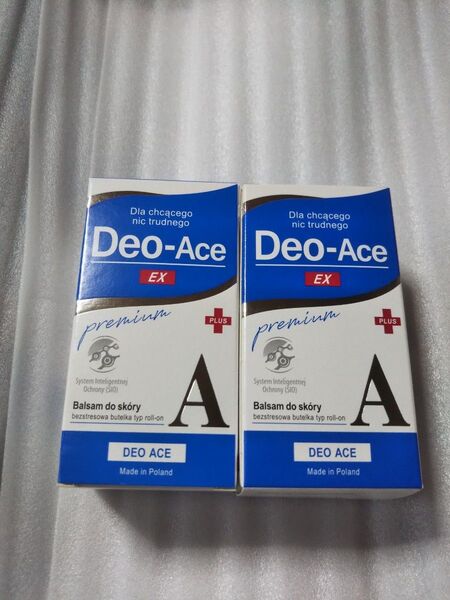 Dla chcącego
nic trudnego
Deo-Ace
EX
premium
PLUS
System Inteligentnej
Ochrony (SIO)
A
Balsam do skóry
bezstresowa butelka typ roll-on
DEO ACE
Made in Poland
Dla chcącego
nic trudnego
Deo-Ace
EX
premium
PLUS
System Inteligentnej
Ochrony (SIO)
A
Balsam do skóry
bezstresowa butelka typ roll-on
DEO ACE
Made in Poland